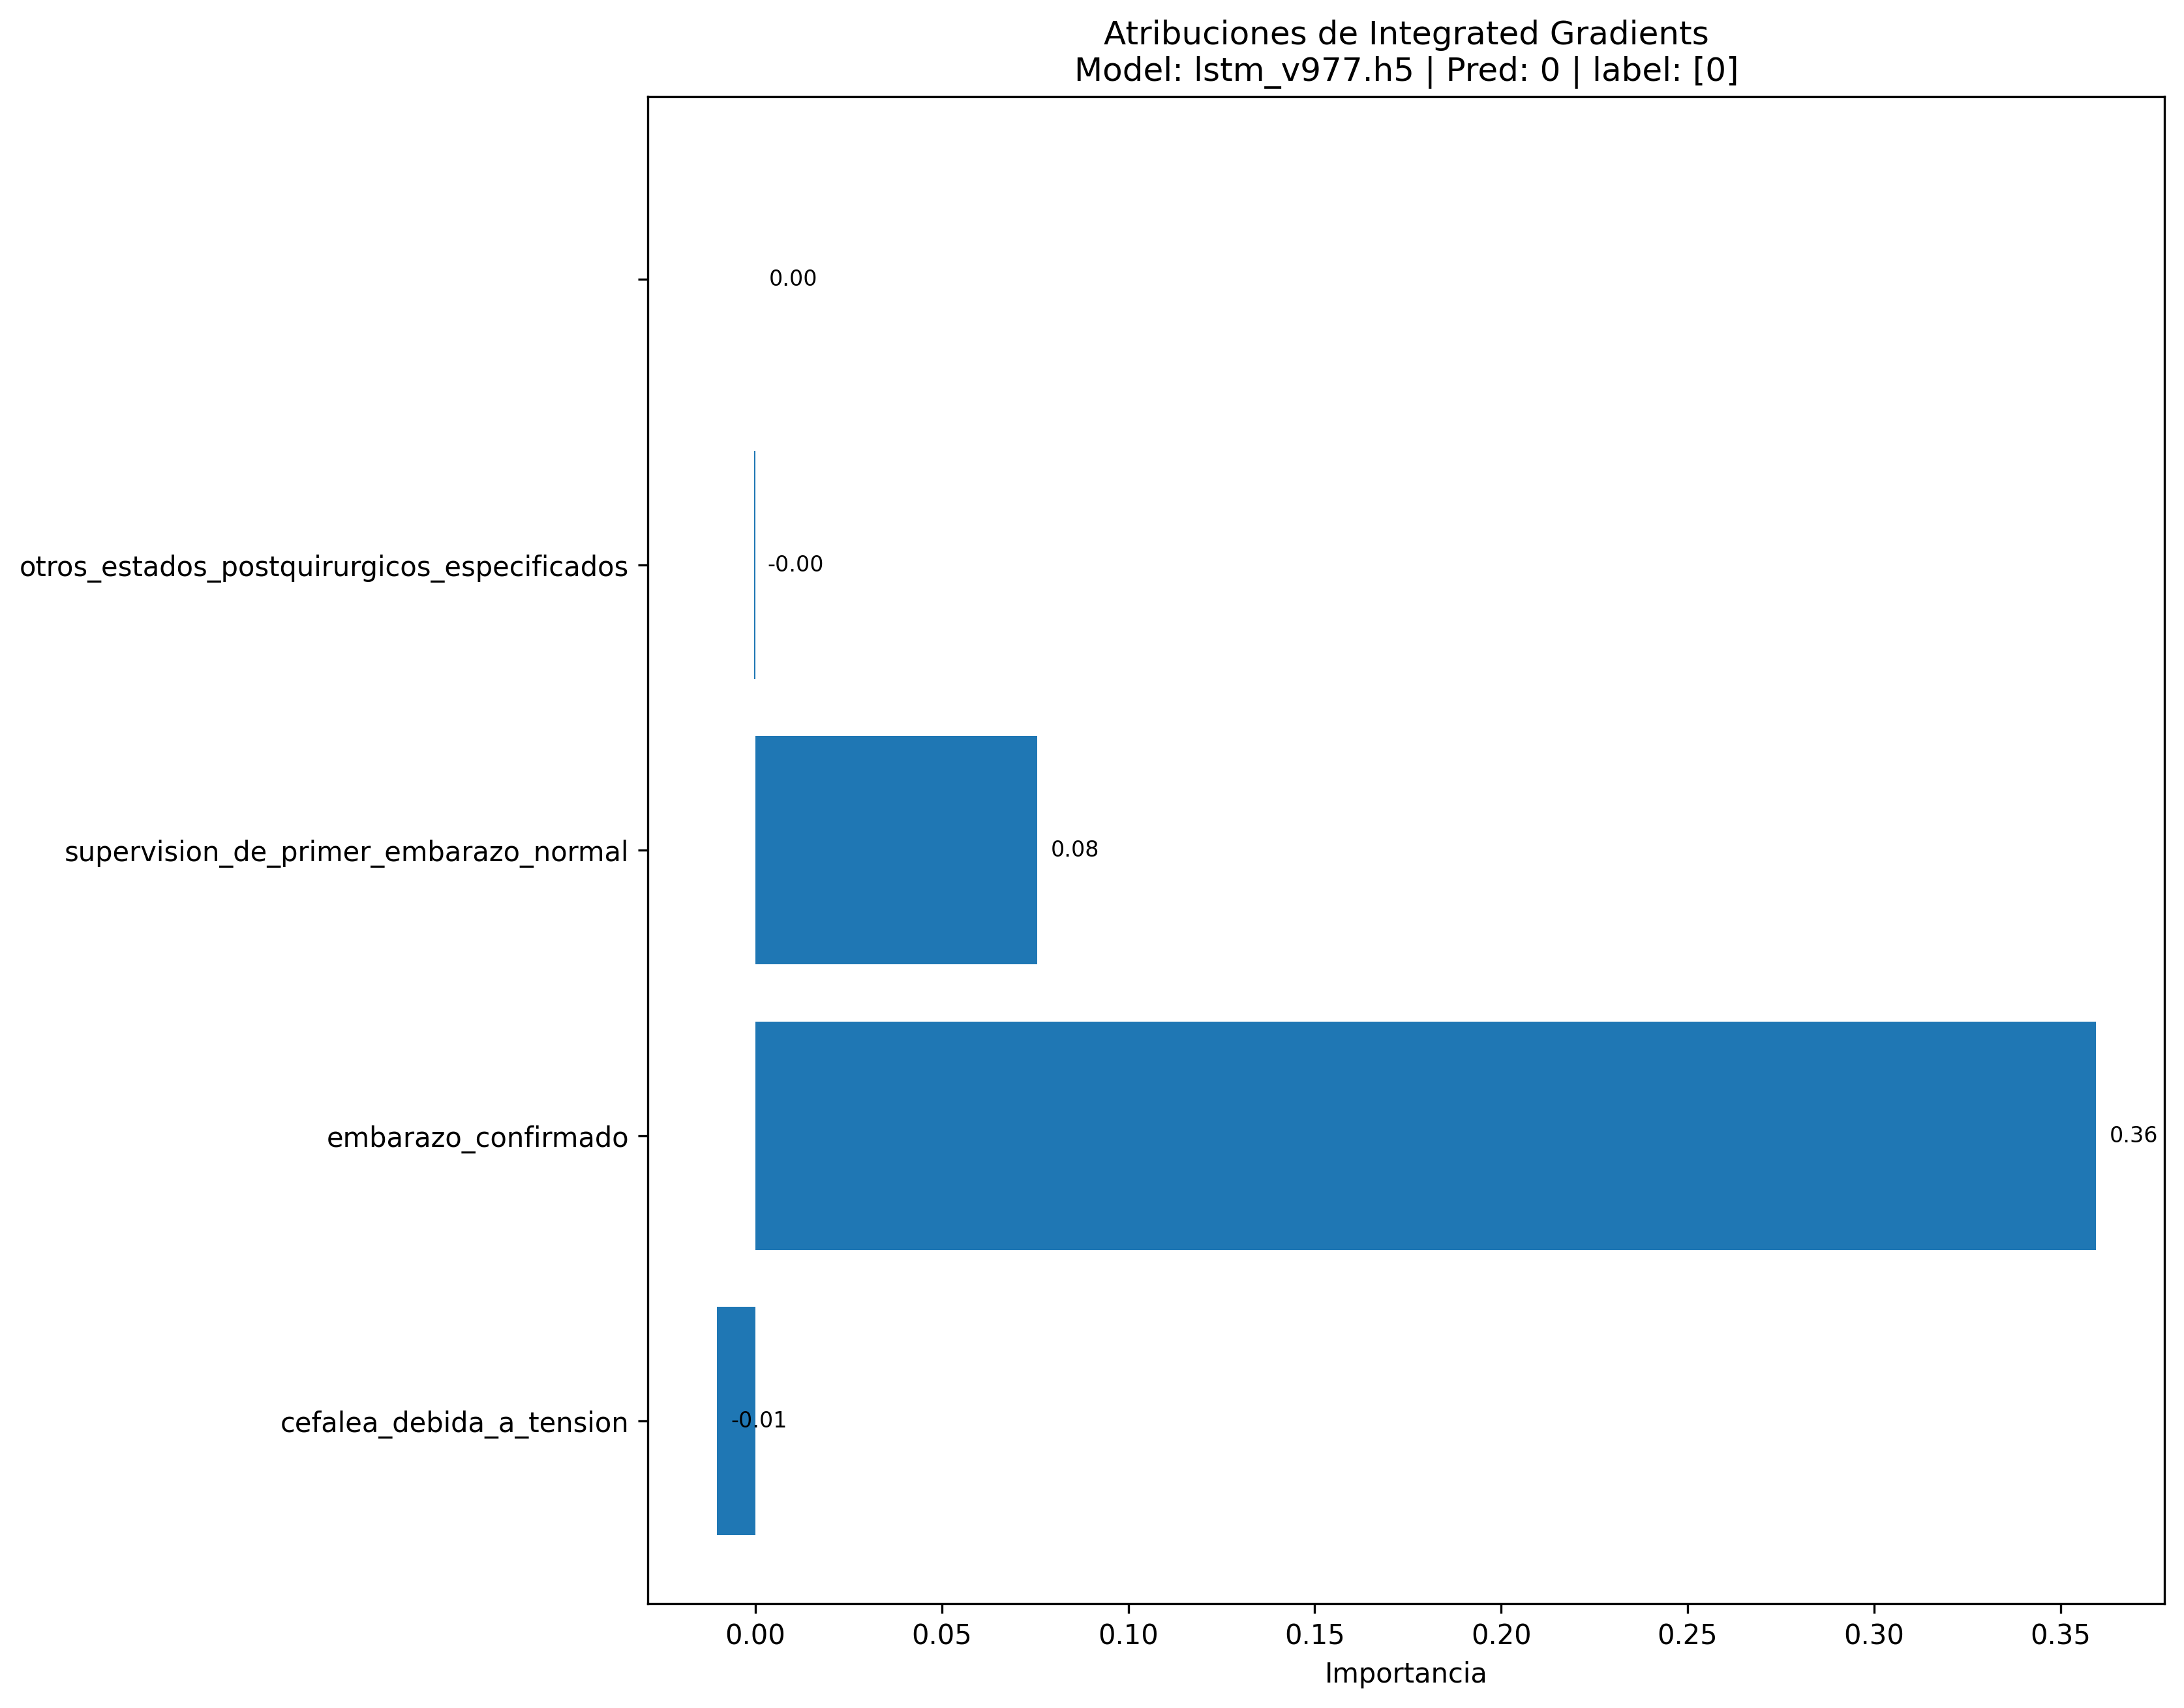 Atribuciones de Integrated Gradients
Model: lstm_v977.h5 | Pred: 0 | label: [0]
0.00
otros_estados_postquirurgicos_especificados
-0.00
supervision_de_primer_embarazo_normal
0.08
embarazo_confirmado
0.36
cefalea_debida_a_tension
-0.01
0.00 0.05 0.10 0.15 0.20 0.25 0.30 0.35
Importancia